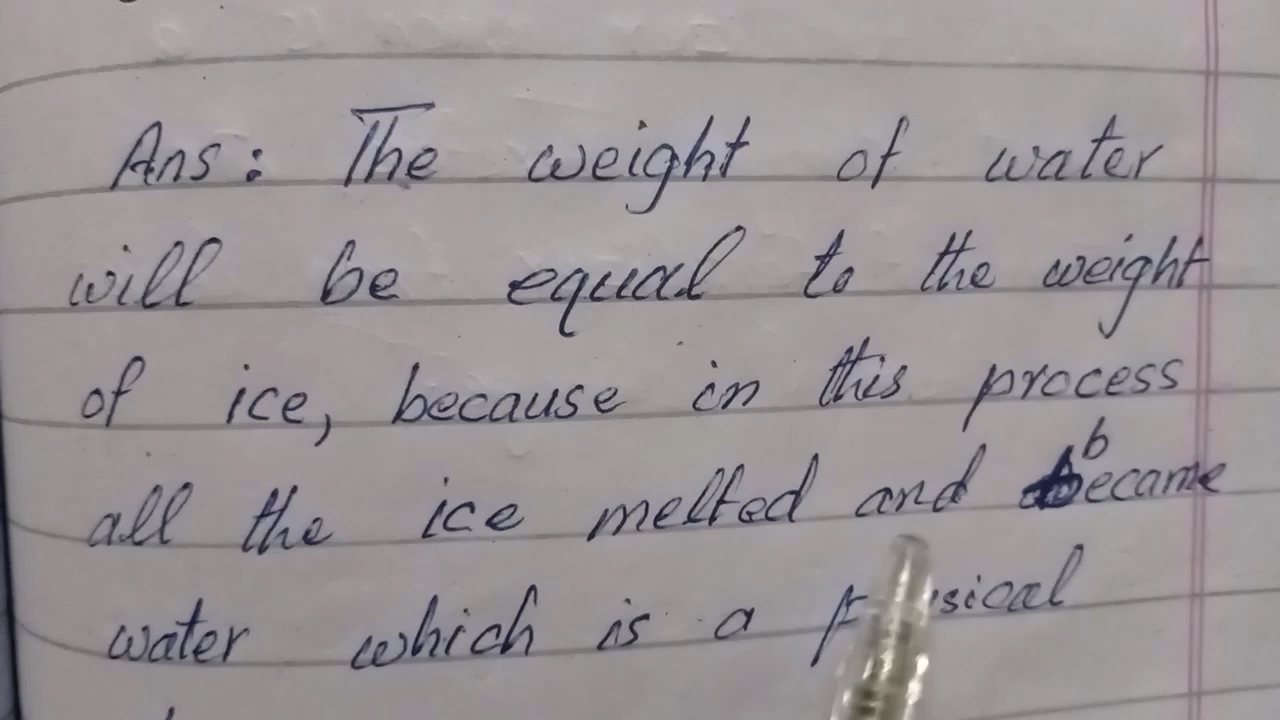 Ans: The weight of water
will be equal to the weight
of ice, because in this process
all the ice melted and became
water which is a